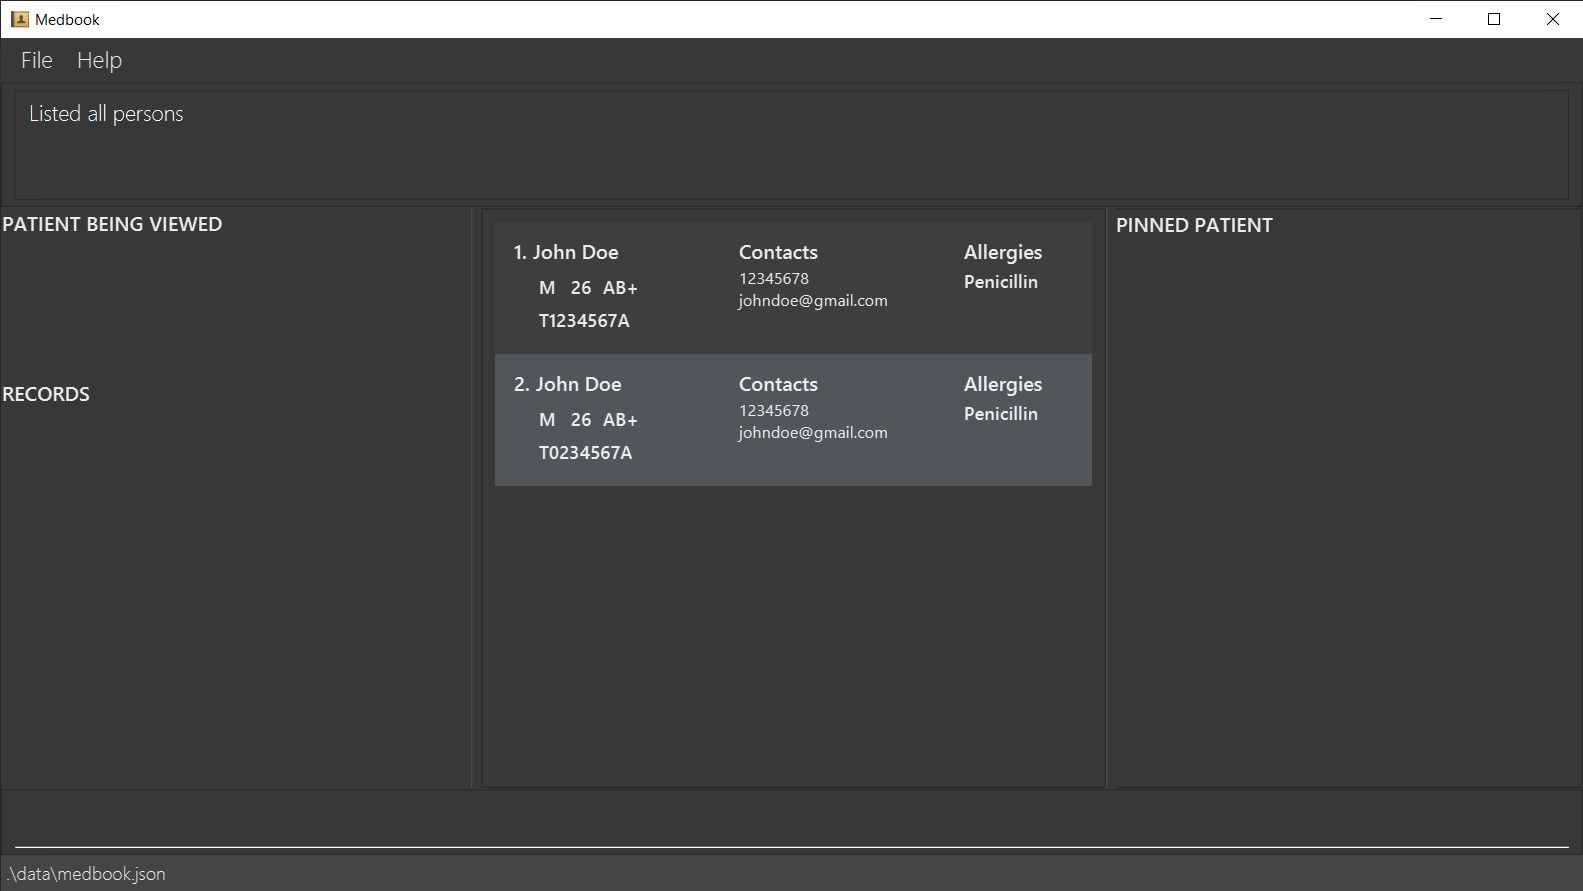 Medbook
File Help
Listed all persons
PATIENT BEING VIEWED
RECORDS
1. John Doe
M 26 AB+
T1234567A
Contacts
12345678
johndoe@gmail.com
Allergies
Penicillin
2. John Doe
M 26 AB+
T0234567A
Contacts
12345678
johndoe@gmail.com
Allergies
Penicillin
PINNED PATIENT
.\data\medbook.json